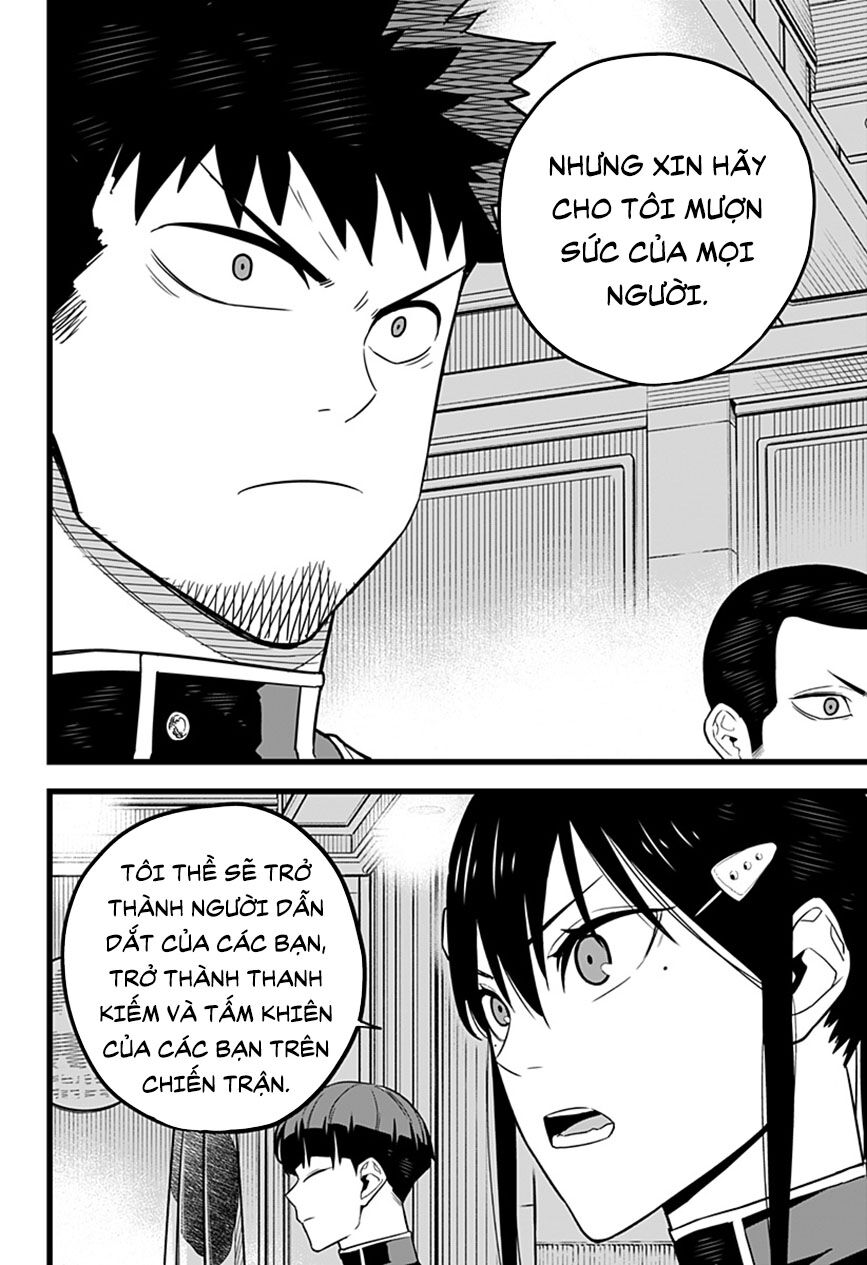 NHƯNG XIN HÃY
CHO TÔI MƯỢN
SỨC CỦA MỌI
NGƯỜI.
TÔI THỀ SẼ TRỞ
THÀNH NGƯỜI DẪN
DẮT CỦA CÁC BẠN,
TRỞ THÀNH THANH
KIẾM VÀ TẤM KHIÊN
CỦA CÁC BẠN TRÊN
CHIẾN TRẬN.